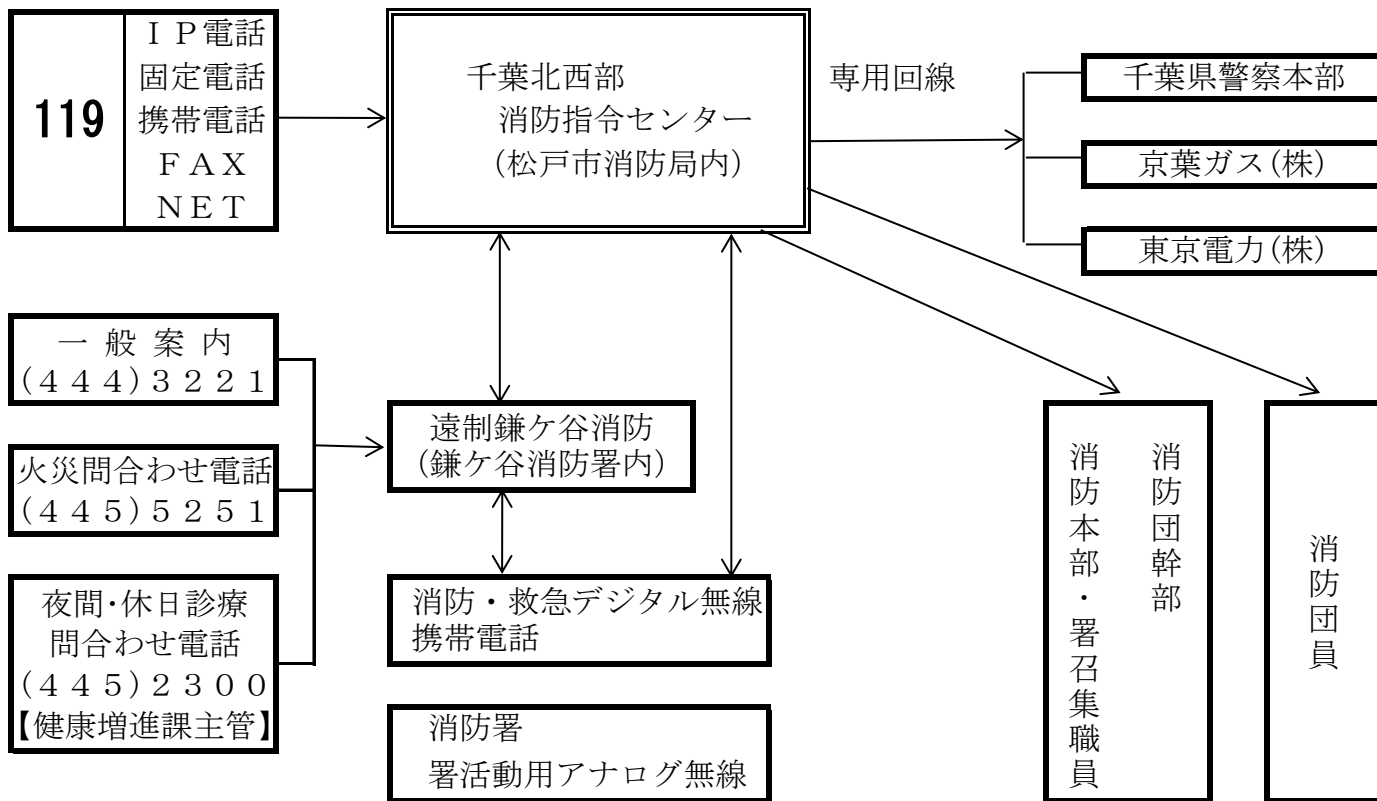 119
ＩＰ電話
固定電話
携帯電話
ＦＡＸ
ＮＥＴ
千葉北西部
消防指令センター
（松戸市消防局内）
専用回線
千葉県警察本部
京葉ガス(株)
東京電力(株)
一般案内
(４４４)３２２１
火災問合わせ電話
(４４５)５２５１
夜間・休日診療
問合わせ電話
(４４５)２３００
【健康増進課主管】
遠制鎌ケ谷消防
（鎌ケ谷消防署内）
消防・救急デジタル無線
携帯電話
消防署
署活動用アナログ無線
消防団幹部
消防本部・署召集職員
消防団員